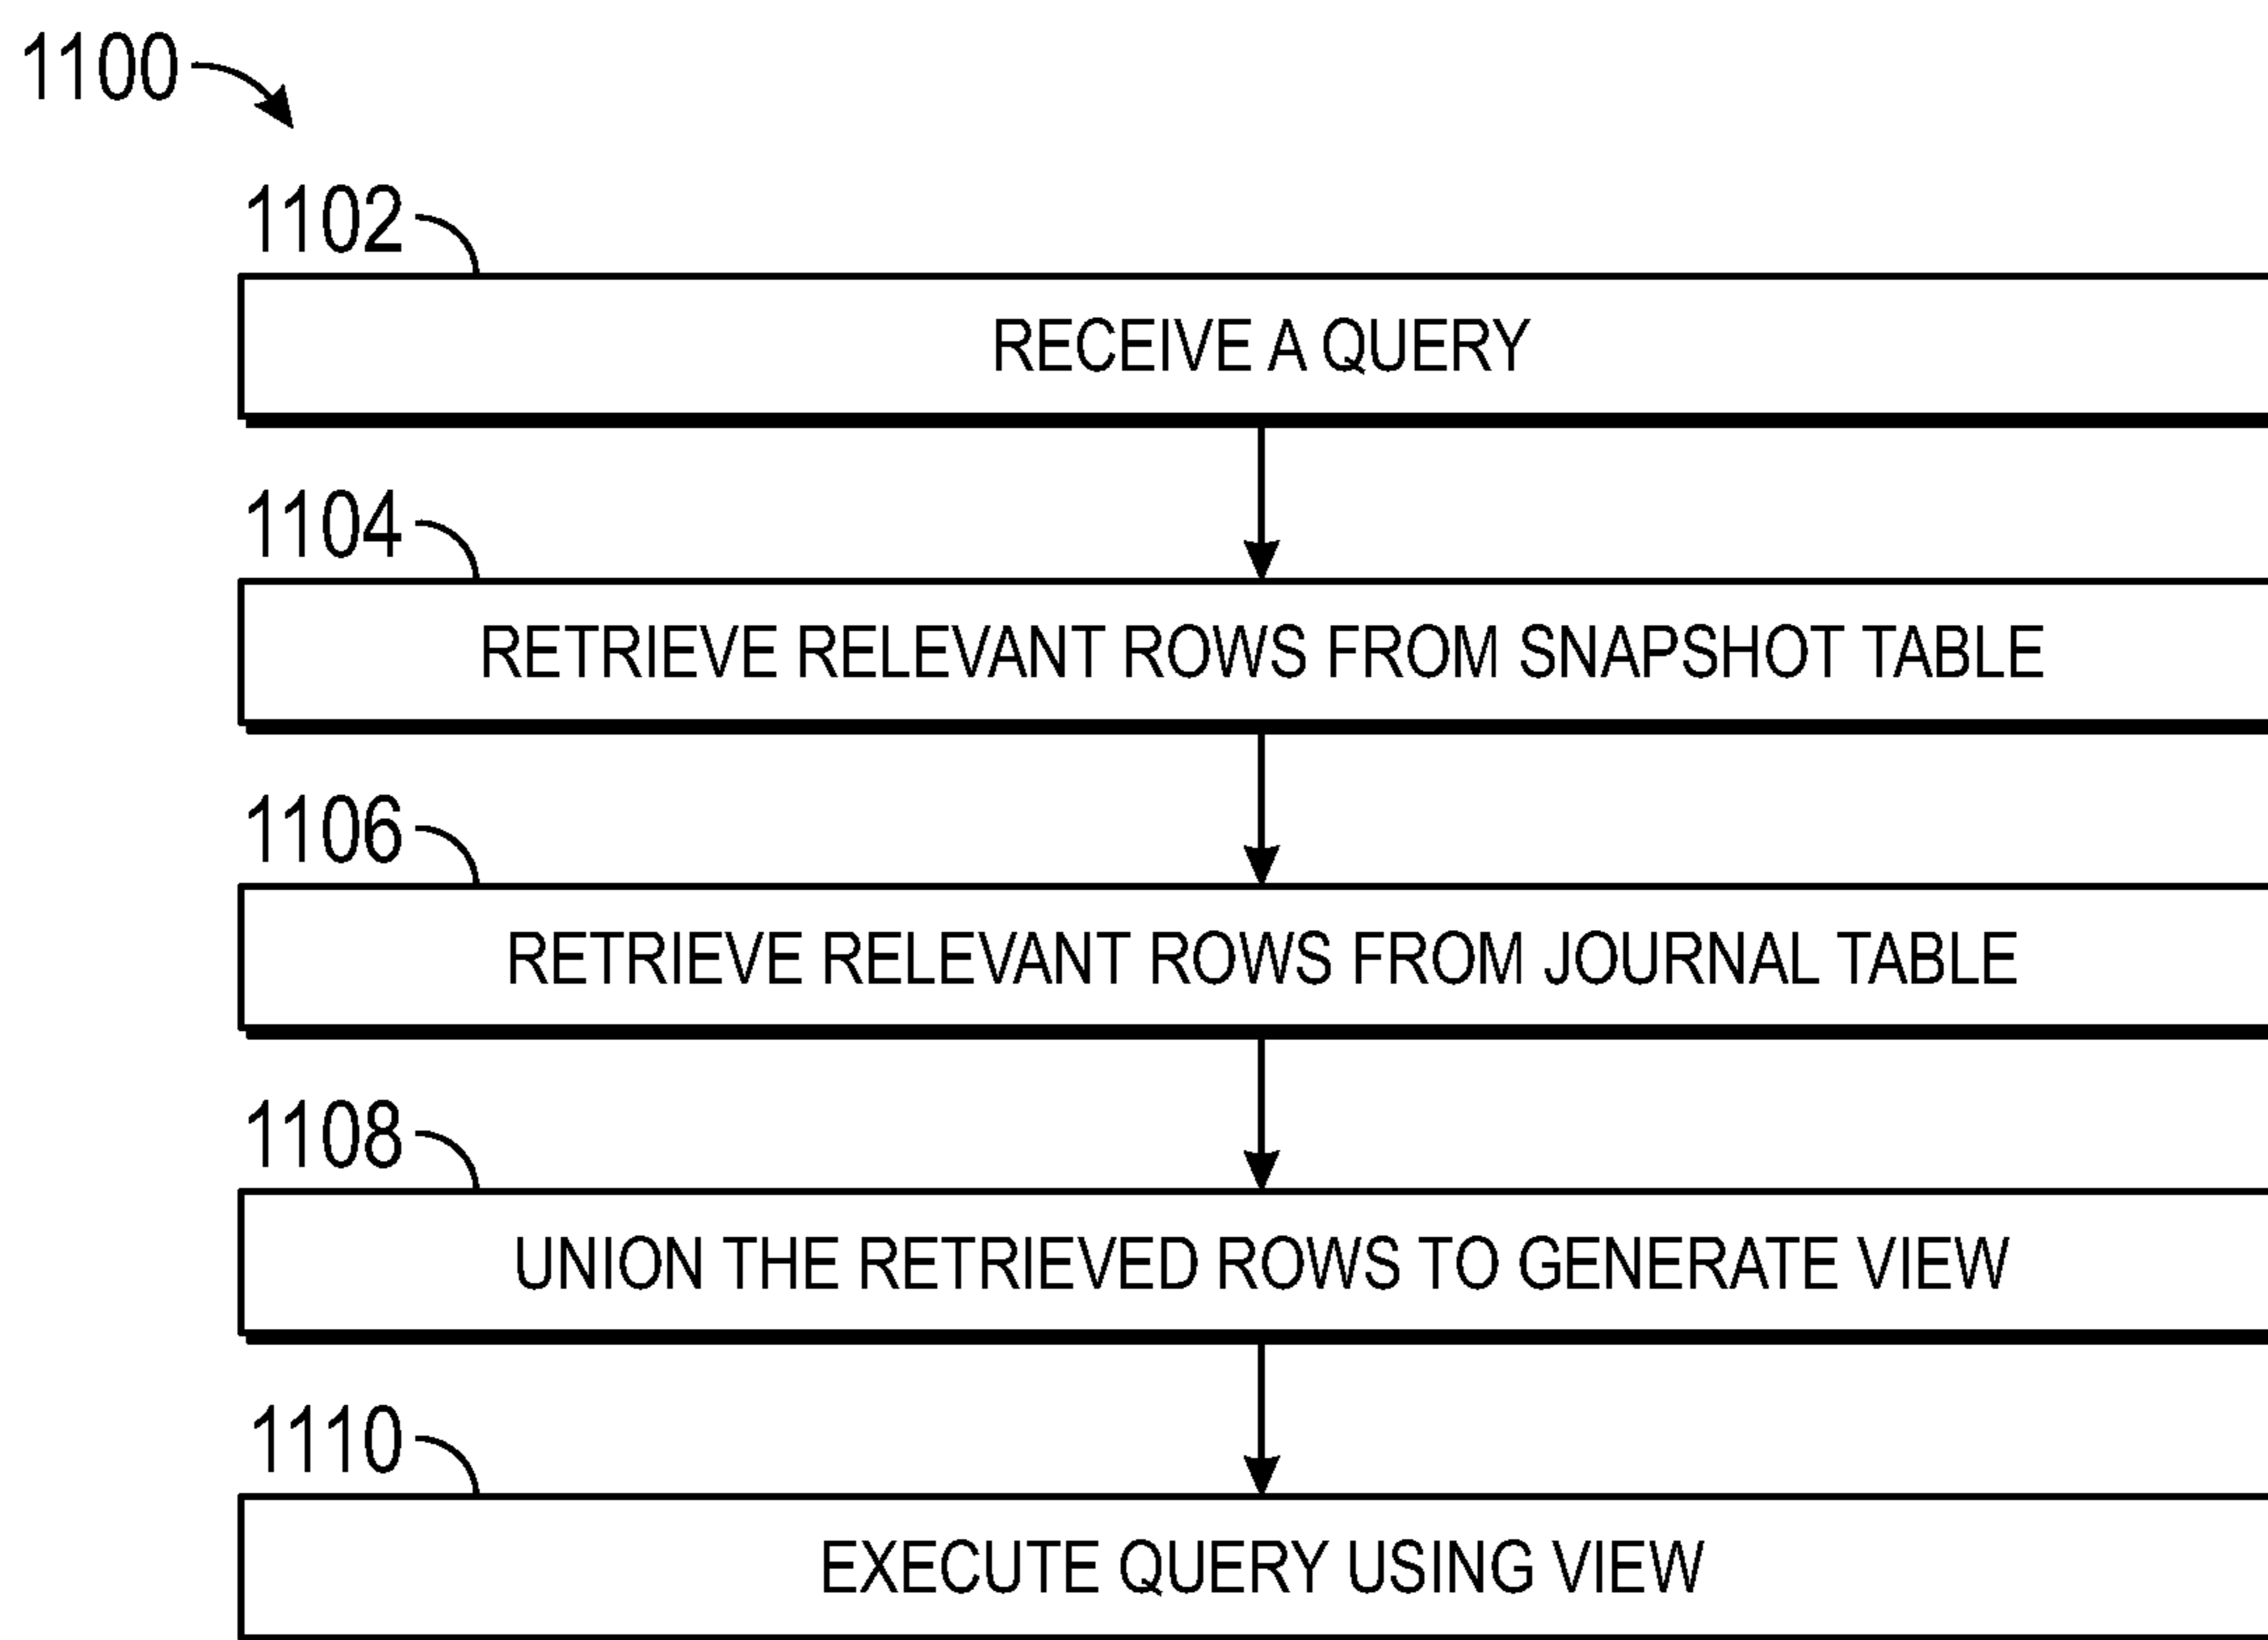 1100
1102
RECEIVE A QUERY
1104
RETRIEVE RELEVANT ROWS FROM SNAPSHOT TABLE
1106
RETRIEVE RELEVANT ROWS FROM JOURNAL TABLE
1108
UNION THE RETRIEVED ROWS TO GENERATE VIEW
1110
EXECUTE QUERY USING VIEW